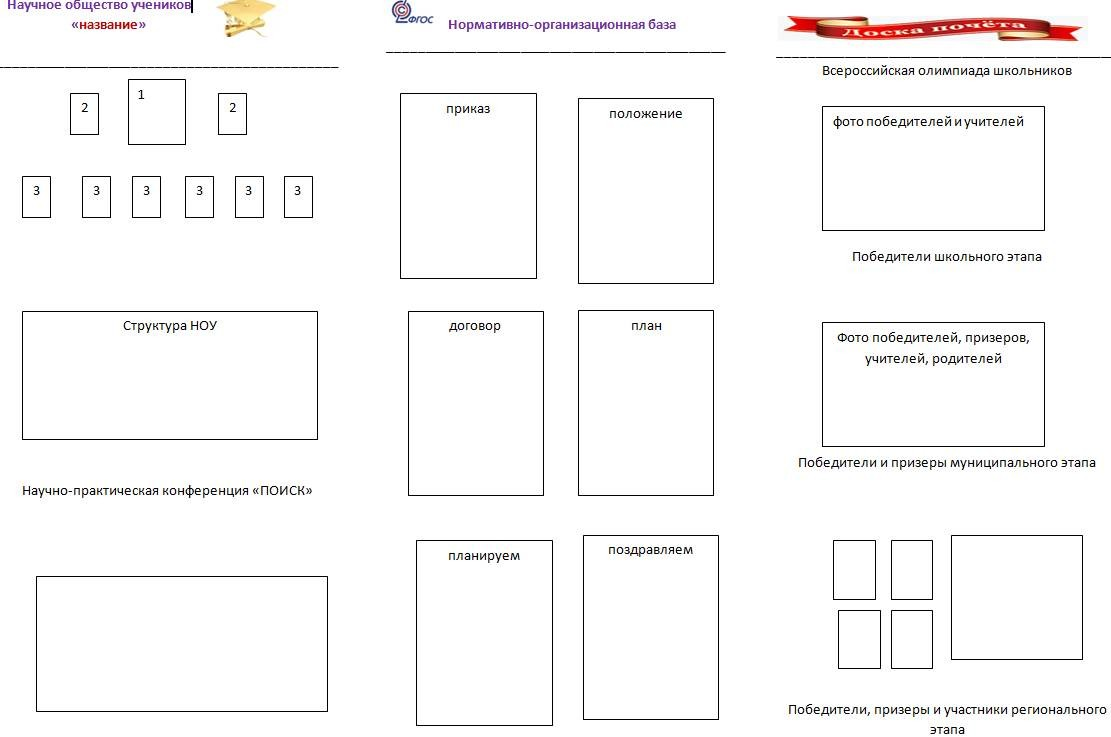 Научное общество учеников
«название»
1
2
2
3
3
3
3
3
3
Структура НОУ
Научно-практическая конференция «ПОИСК»
ФГОС
Нормативно-организационная база
приказ
положение
договор
план
планируем
поздравляем
Доска почёта
Всероссийская олимпиада школьников
фото победителей и учителей
Победители школьного этапа
Фото победителей, призеров,
учителей, родителей
Победители и призеры муниципального этапа
Победители, призеры и участники регионального
этапа